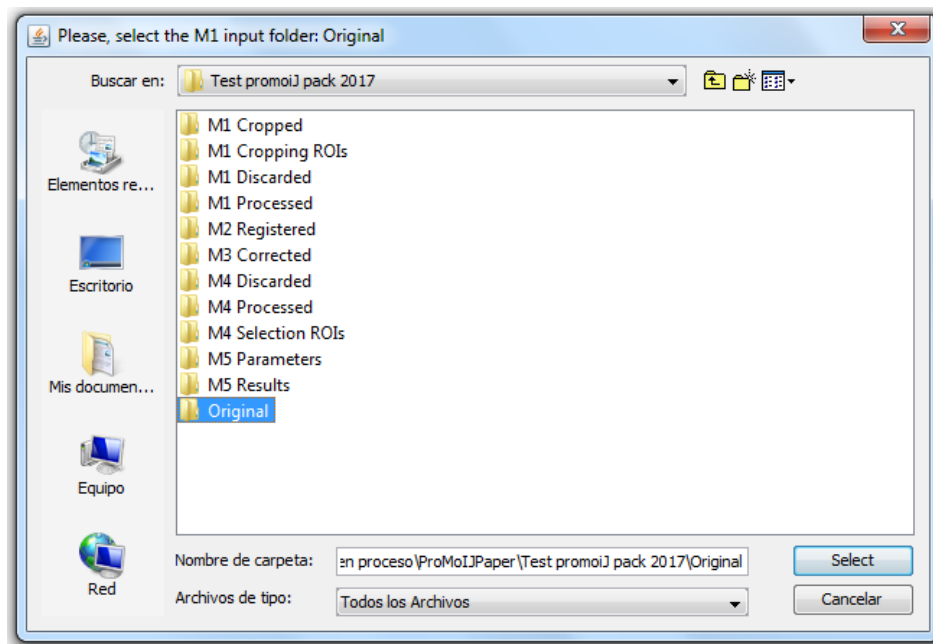 Please, select the M1 input folder: Original
Buscar en: Test promoiJ pack 2017
M1 Cropped
M1 Cropping ROIs
M1 Discarded
M1 Processed
M2 Registered
M3 Corrected
M4 Discarded
M4 Processed
M4 Selection ROIs
M5 Parameters
M5 Results
Original
Elementos re...
Escritorio
Mis documen...
Equipo
Red
Nombre de carpeta: en proceso\ProMoIJPaper\Test promoiJ pack 2017\Original
Select
Archivos de tipo: Todos los Archivos
Cancelar